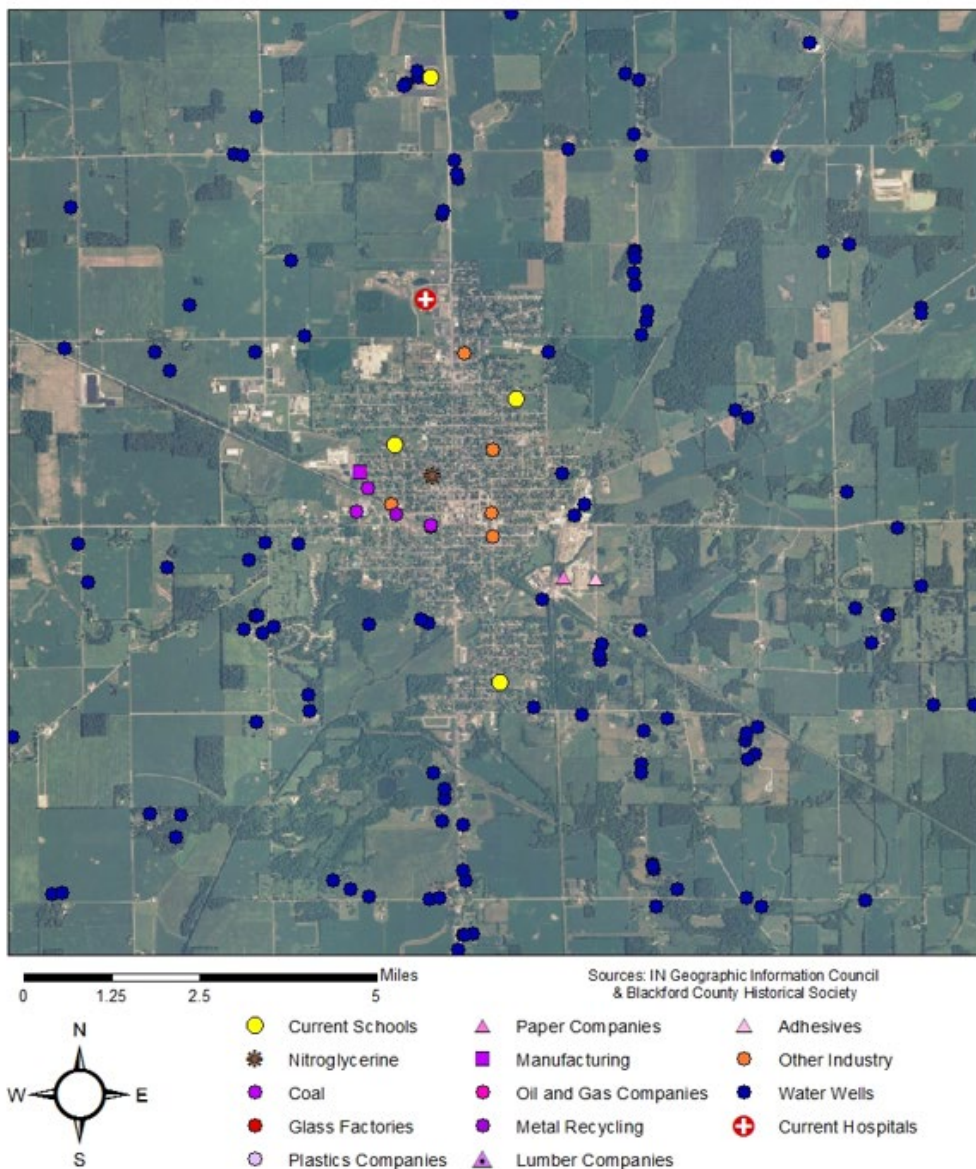 Miles
0 1.25 2.5 5
Sources: IN Geographic Information Council
& Blackford County Historical Society
N
W E
S
Current Schools
Nitroglycerine
Coal
Glass Factories
Plastics Companies
Paper Companies
Manufacturing
Oil and Gas Companies
Metal Recycling
Lumber Companies
Adhesives
Other Industry
Water Wells
Current Hospitals